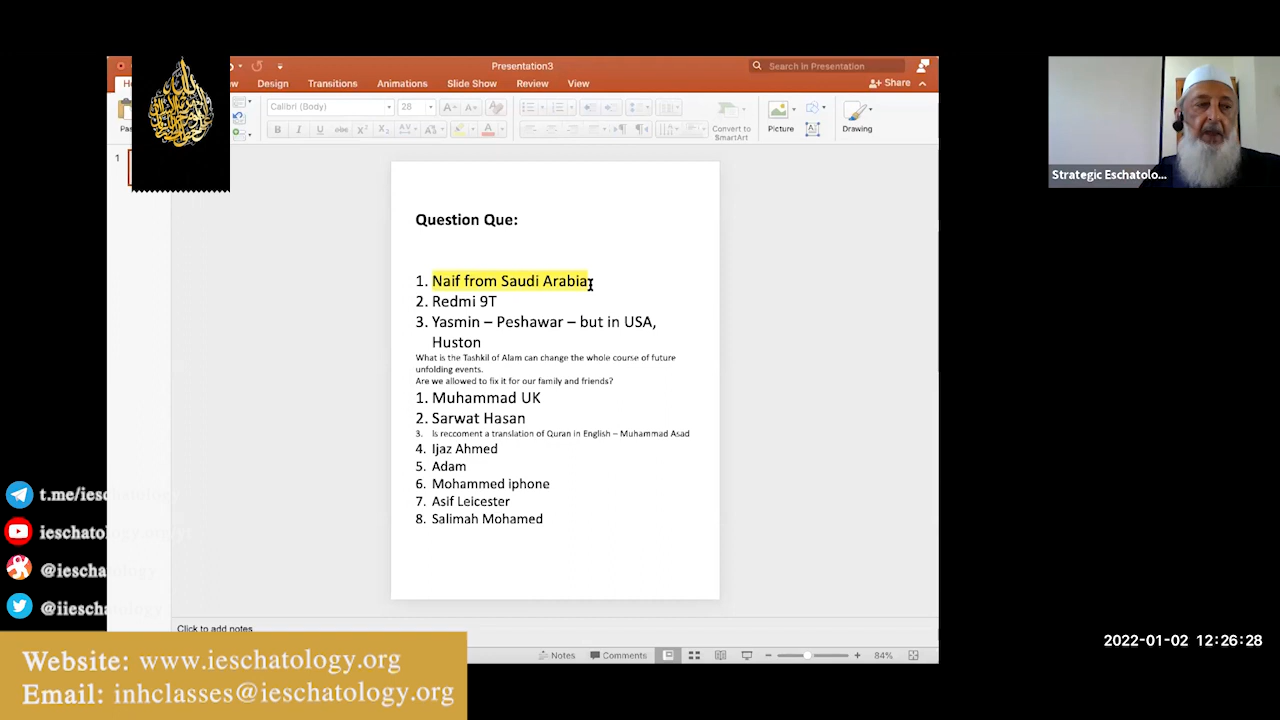 Presentation3
Search in Presentation
Design Transitions Animations Slide Show Review View
Share
Calibri (Body) 28
Convert to SmartArt
Picture
Drawing
1
Question Que:
1. Naif from Saudi Arabia
2. Redmi 9T
3. Yasmin – Peshawar – but in USA,
Huston
What is the Tashkil of Alam can change the whole course of future
unfolding events.
Are we allowed to fix it for our family and friends?
1. Muhammad UK
2. Sarwat Hasan
3. Is reccoment a translation of Quran in English – Muhammad Asad
4. Ijaz Ahmed
5. Adam
6. Mohammed iphone
7. Asif Leicester
8. Salimah Mohamed
Click to add notes
Notes Comments 84%
Strategic Eschatolo...
t.me/ieschatology
ieschatology.org/yt
@ieschatology
@iieschatology
2022-01-02 12:26:28
Website: www.ieschatology.org
Email: inhclasses@ieschatology.org